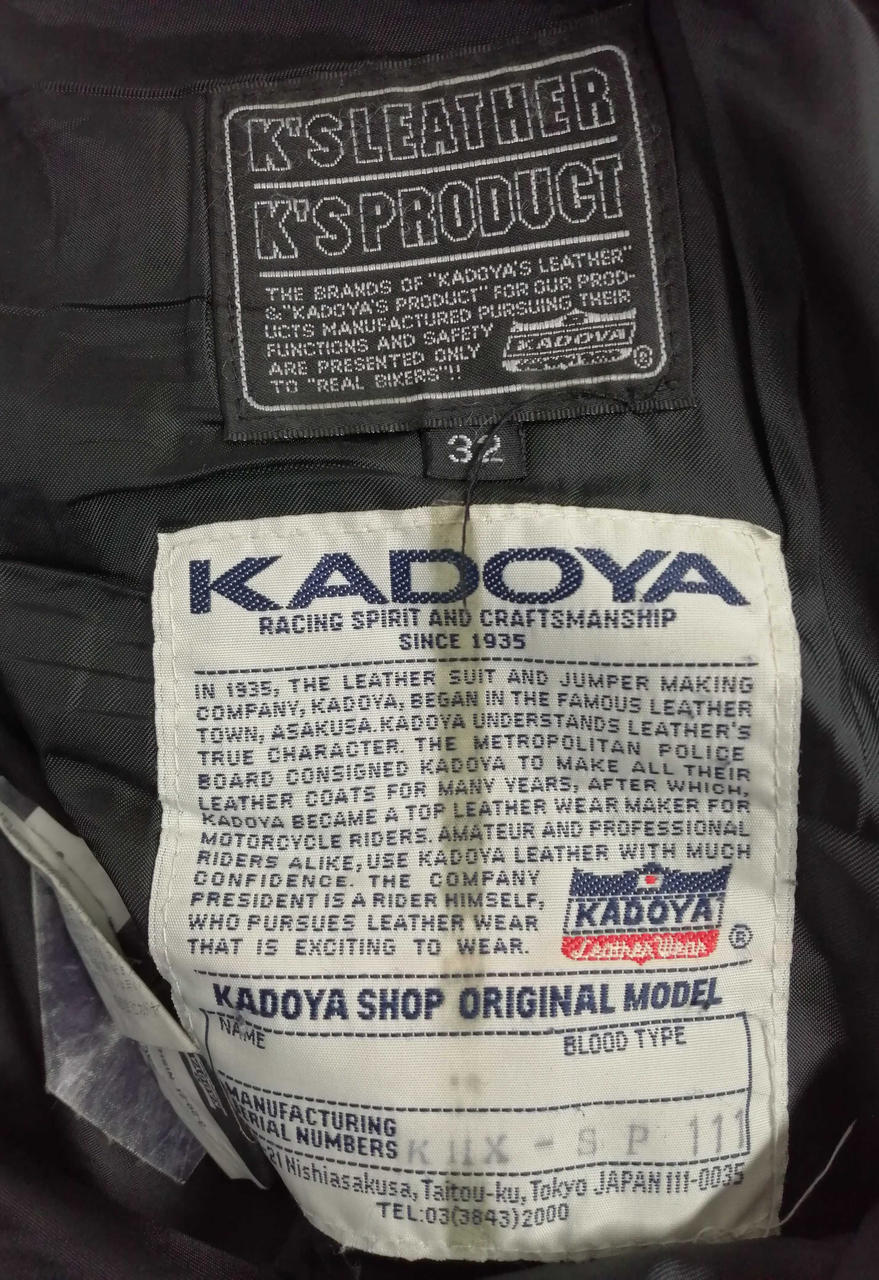 K'S LEATHER
K'S PRODUCT
THE BRANDS OF "KADOYA'S LEATHER"
&"KADOYA'S PRODUCT" FOR OUR PROD-
UCTS MANUFACTURED PURSUING THEIR
FUNCTIONS AND SAFETY
ARE PRESENTED ONLY
TO "REAL BIKERS"!!
KADOYA
®
32
KADOYA
RACING SPIRIT AND CRAFTSMANSHIP
SINCE 1935
IN 1935, THE LEATHER SUIT AND JUMPER MAKING
COMPANY, KADOYA, BEGAN IN THE FAMOUS LEATHER
TOWN, ASAKUSA. KADOYA UNDERSTANDS LEATHER'S
TRUE CHARACTER. THE METROPOLITAN POLICE
BOARD CONSIGNED KADOYA TO MAKE ALL THEIR
LEATHER COATS FOR MANY YEARS, AFTER WHICH,
KADOYA BECAME A TOP LEATHER WEAR MAKER FOR
MOTORCYCLE RIDERS. AMATEUR AND PROFESSIONAL
RIDERS ALIKE, USE KADOYA LEATHER WITH MUCH
CONFIDENCE. THE COMPANY
PRESIDENT IS A RIDER HIMSELF,
WHO PURSUES LEATHER WEAR
THAT IS EXCITING TO WEAR.
KADOYA
Leather Wear
®
KADOYA SHOP ORIGINAL MODEL
NAME
BLOOD TYPE
MANUFACTURING
SERIAL NUMBERS
K IIX - SP 111
21 Nishiasakusa, Taitou-ku, Tokyo JAPAN 111-0035
TEL:03(3843)2000